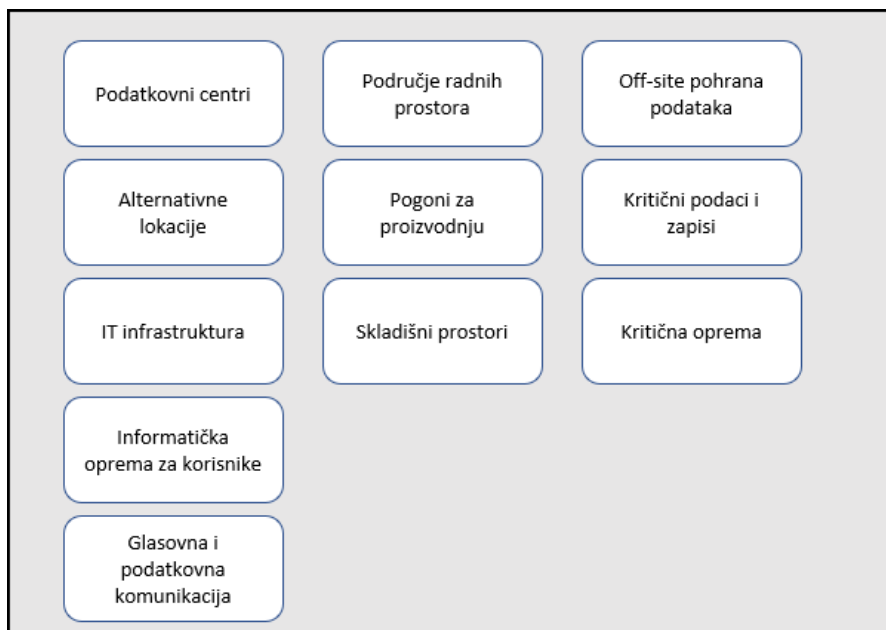 Podatkovni centri
Područje radnih
prostora
Off-site pohrana
podataka
Alternativne
lokacije
Pogoni za
proizvodnju
Kritični podaci i
zapisi
IT infrastruktura
Skladišni prostori
Kritična oprema
Informatička
oprema za korisnike
Glasovna i
podatkovna
komunikacija